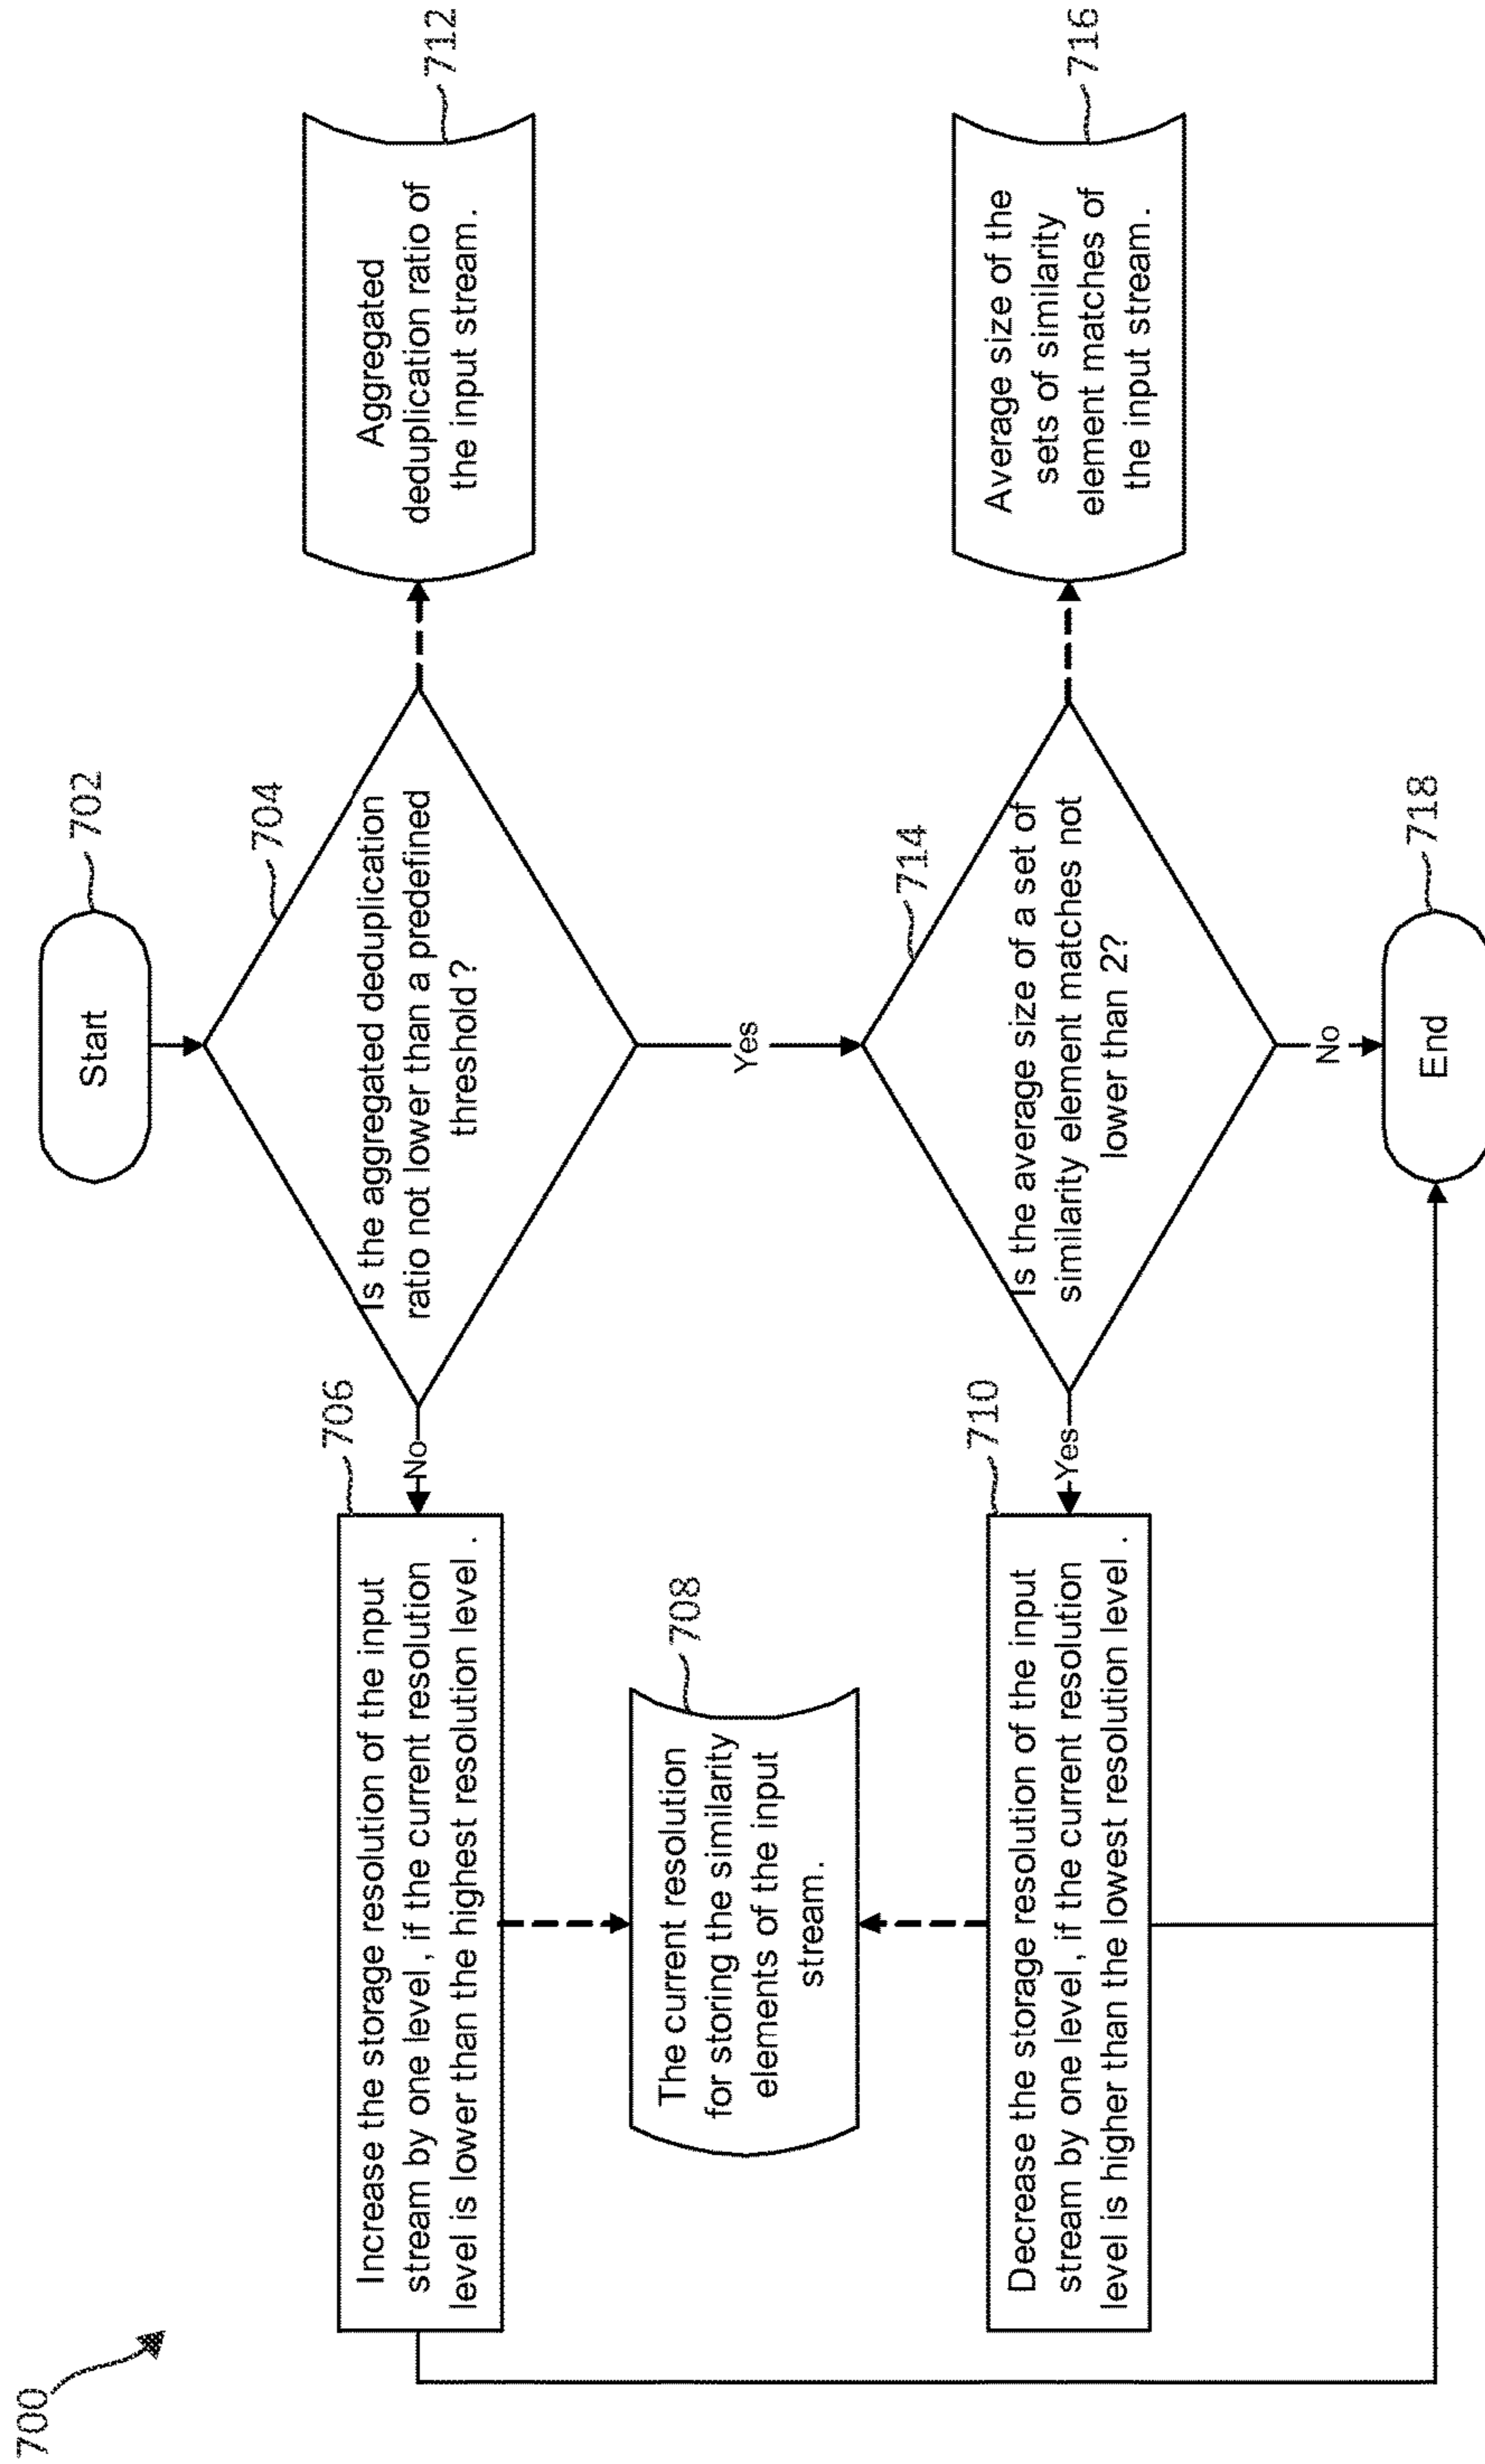 700
Start
702
Is the aggregated deduplication
ratio not lower than a predefined
threshold?
704
Aggregated
deduplication ratio of
the input stream.
712
No
706
Increase the storage resolution of the input
stream by one level, if the current resolution
level is lower than the highest resolution level.
The current resolution
for storing the similarity
elements of the input
stream.
708
Yes
Is the average size of a set of
similarity element matches not
lower than 2?
714
Average size of the
sets of similarity
element matches of
the input stream.
716
Yes
710
Decrease the storage resolution of the input
stream by one level, if the current resolution
level is higher than the lowest resolution level.
No
End
718